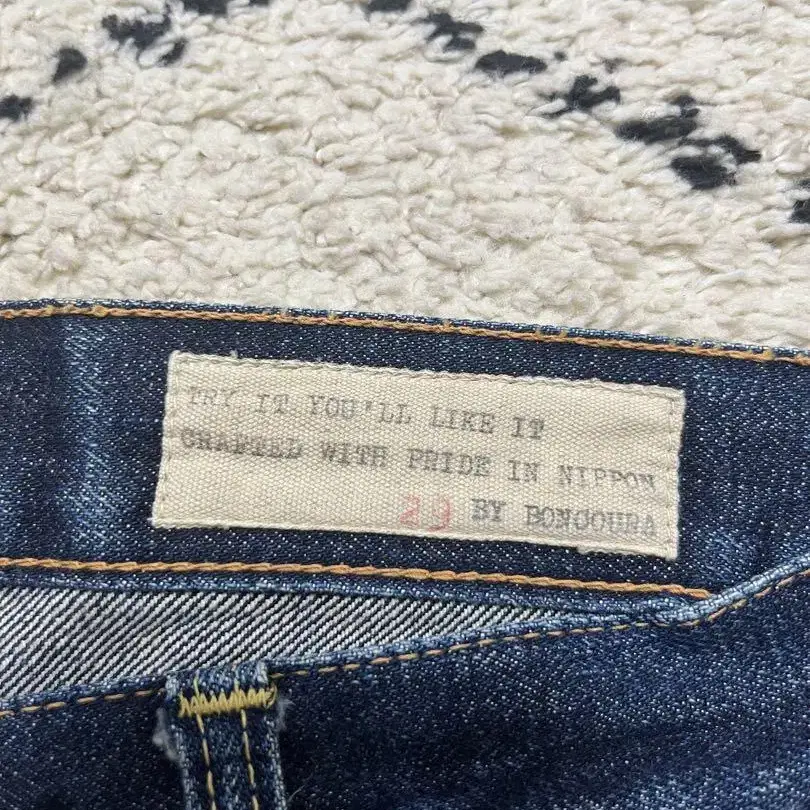 TRY IT YOU'LL LIKE IT
CRAFTED WITH PRIDE IN NIPPON
29 BY BONCOURA